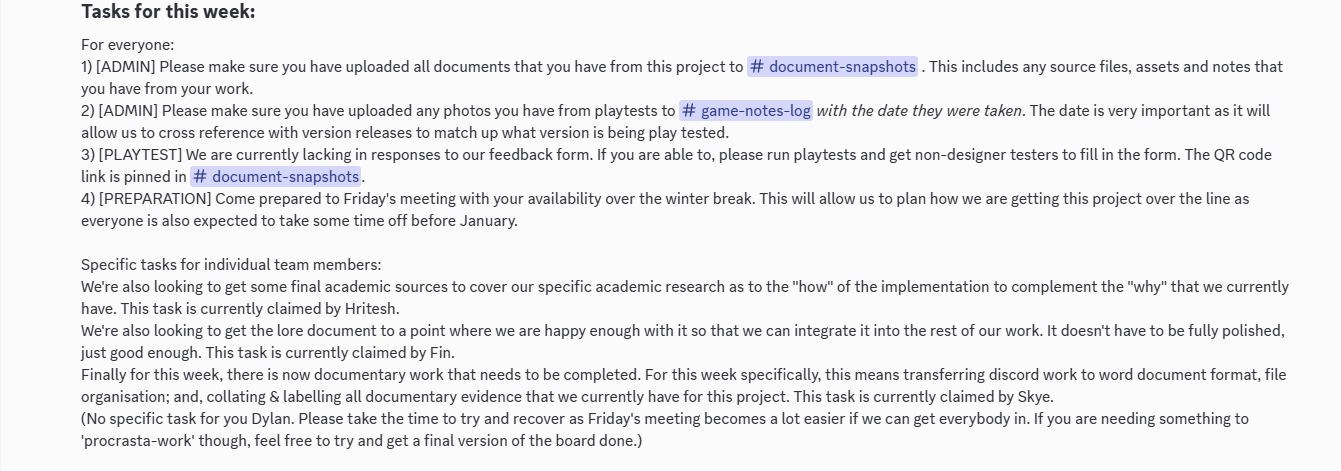 Tasks for this week:
For everyone:
1) [ADMIN] Please make sure you have uploaded all documents that you have from this project to # document-snapshots . This includes any source files, assets and notes that
you have from your work.
2) [ADMIN] Please make sure you have uploaded any photos you have from playtests to # game-notes-log with the date they were taken. The date is very important as it will
allow us to cross reference with version releases to match up what version is being play tested.
3) [PLAYTEST] We are currently lacking in responses to our feedback form. If you are able to, please run playtests and get non-designer testers to fill in the form. The QR code
link is pinned in # document-snapshots.
4) [PREPARATION] Come prepared to Friday's meeting with your availability over the winter break. This will allow us to plan how we are getting this project over the line as
everyone is also expected to take some time off before January.
Specific tasks for individual team members:
We're also looking to get some final academic sources to cover our specific academic research as to the "how" of the implementation to complement the "why" that we currently
have. This task is currently claimed by Hritesh.
We're also looking to get the lore document to a point where we are happy enough with it so that we can integrate it into the rest of our work. It doesn't have to be fully polished,
just good enough. This task is currently claimed by Fin.
Finally for this week, there is now documentary work that needs to be completed. For this week specifically, this means transferring discord work to word document format, file
organisation; and, collating & labelling all documentary evidence that we currently have for this project. This task is currently claimed by Skye.
(No specific task for you Dylan. Please take the time to try and recover as Friday's meeting becomes a lot easier if we can get everybody in. If you are needing something to
'procrasta-work' though, feel free to try and get a final version of the board done.)